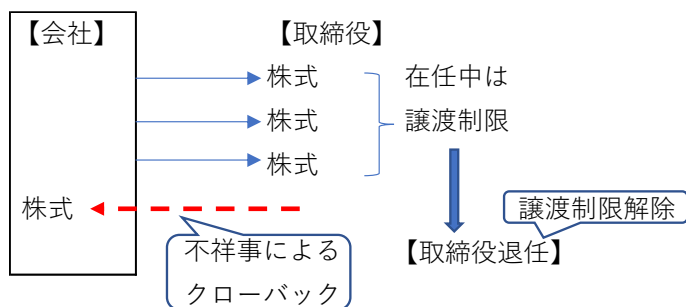 【会社】 【取締役】
株式 在任中は
株式 譲渡制限
株式
株式
譲渡制限解除
不祥事による
クローバック
【取締役退任】